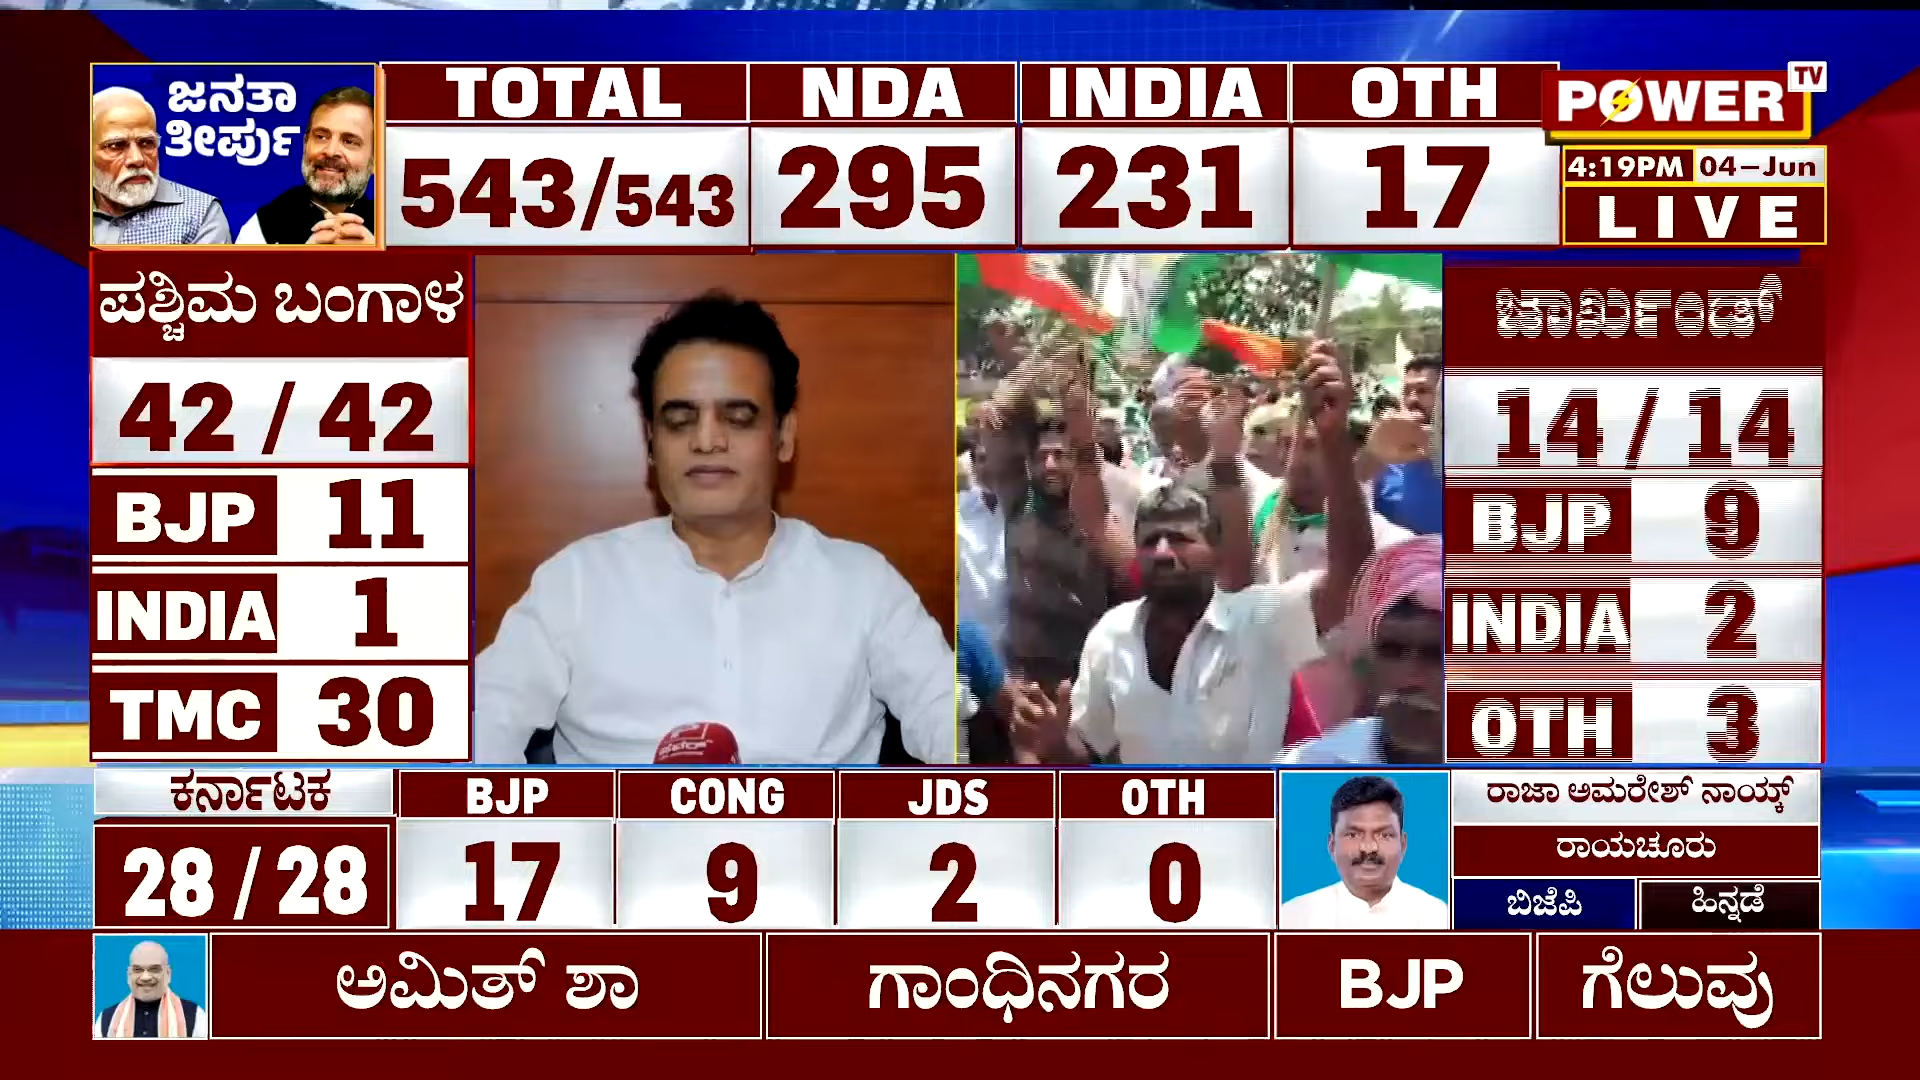 ಜನತಾ
ತೀರ್ಪು
TOTAL NDA INDIA OTH
543/543 295 231 17
POWER TV
4:19PM 04-Jun
LIVE
ಪಶ್ಚಿಮ ಬಂಗಾಳ
42 / 42
BJP 11
INDIA 1
TMC 30
ಜಾರ್ಖಂಡ್
14 / 14
BJP 9
INDIA 2
OTH 3
ಕರ್ನಾಟಕ BJP CONG JDS OTH
28 / 28 17 9 2 0
ರಾಜಾ ಅಮರೇಶ್ ನಾಯ್ಕ್
ರಾಯಚೂರು
ಬಿಜೆಪಿ ಹಿನ್ನಡೆ
ಅಮಿತ್ ಶಾ ಗಾಂಧಿನಗರ BJP ಗೆಲುವು